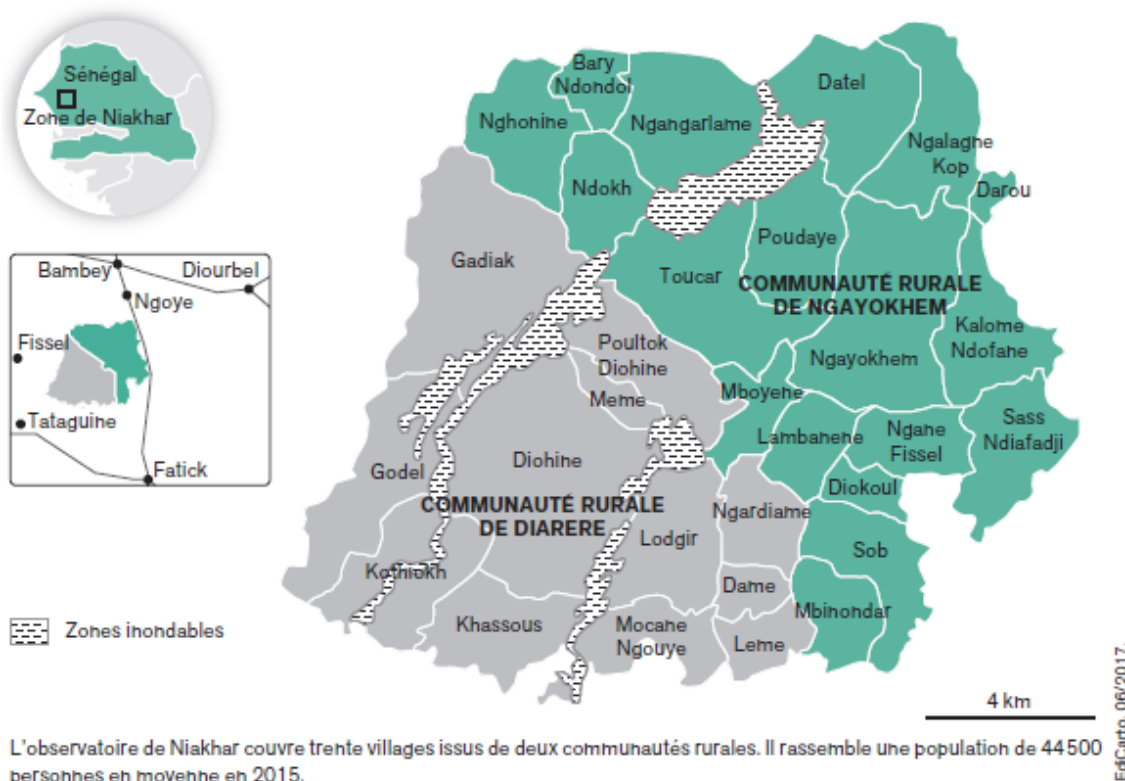 Sénégal
Zone de Niakhar
Bambey
Diourbel
Ngoye
Fissel
Tataguine
Fatick
Zones inondables
Bary
Ndondol
Datel
Nghonine
Ngangarlame
Ngalagne
Kop
Ndokh
Darou
Poudaye
Gadiak
Toucar
COMMUNAUTÉ RURALE
DE NGAYOKHEM
Poultok
Diohine
Kalome
Ndofane
Ngayokhem
Meme
Mboyene
Sass
Ndiafadji
Lambanene
Ngane
Fissel
Godel
Diohine
Diokoul
COMMUNAUTÉ RURALE
DE DIARERE
Ngardiame
Lodgir
Sob
Kothiokh
Dame
Mbinondar
Khassous
Mocane
Ngouye
Leme
4 km
EdiCarto, 06/2017.
L'observatoire de Niakhar couvre trente villages issus de deux communautés rurales. Il rassemble une population de 44 500
personnes en moyenne en 2015.